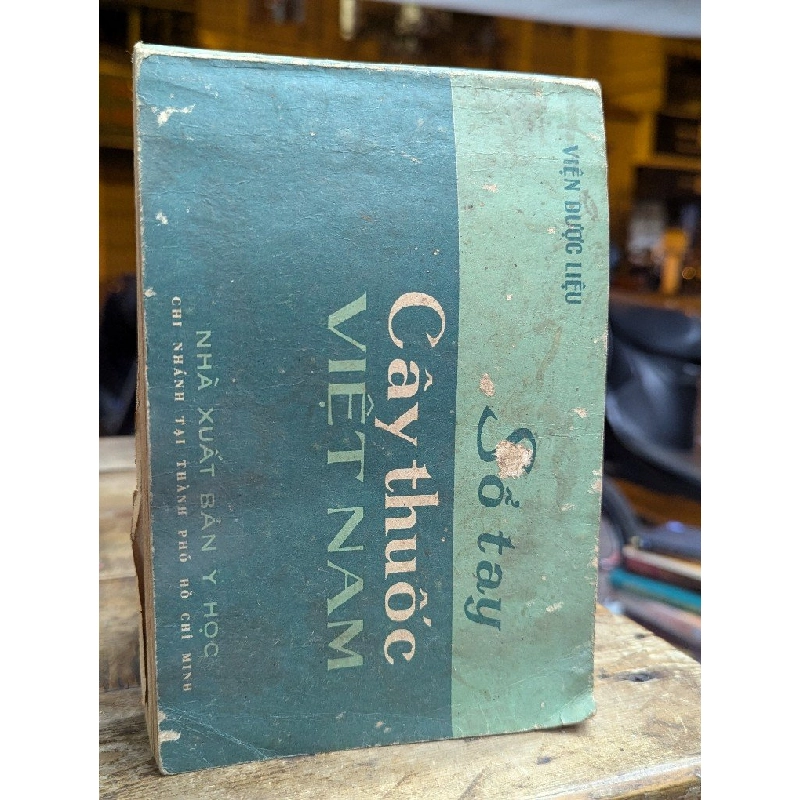 VIỆN DƯỢC LIỆU
Sổ tay
Cây thuốc
VIỆT NAM
NHÀ XUẤT BẢN Y HỌC
CHI NHÁNH TẠI THÀNH PHỐ HỒ CHÍ MINH